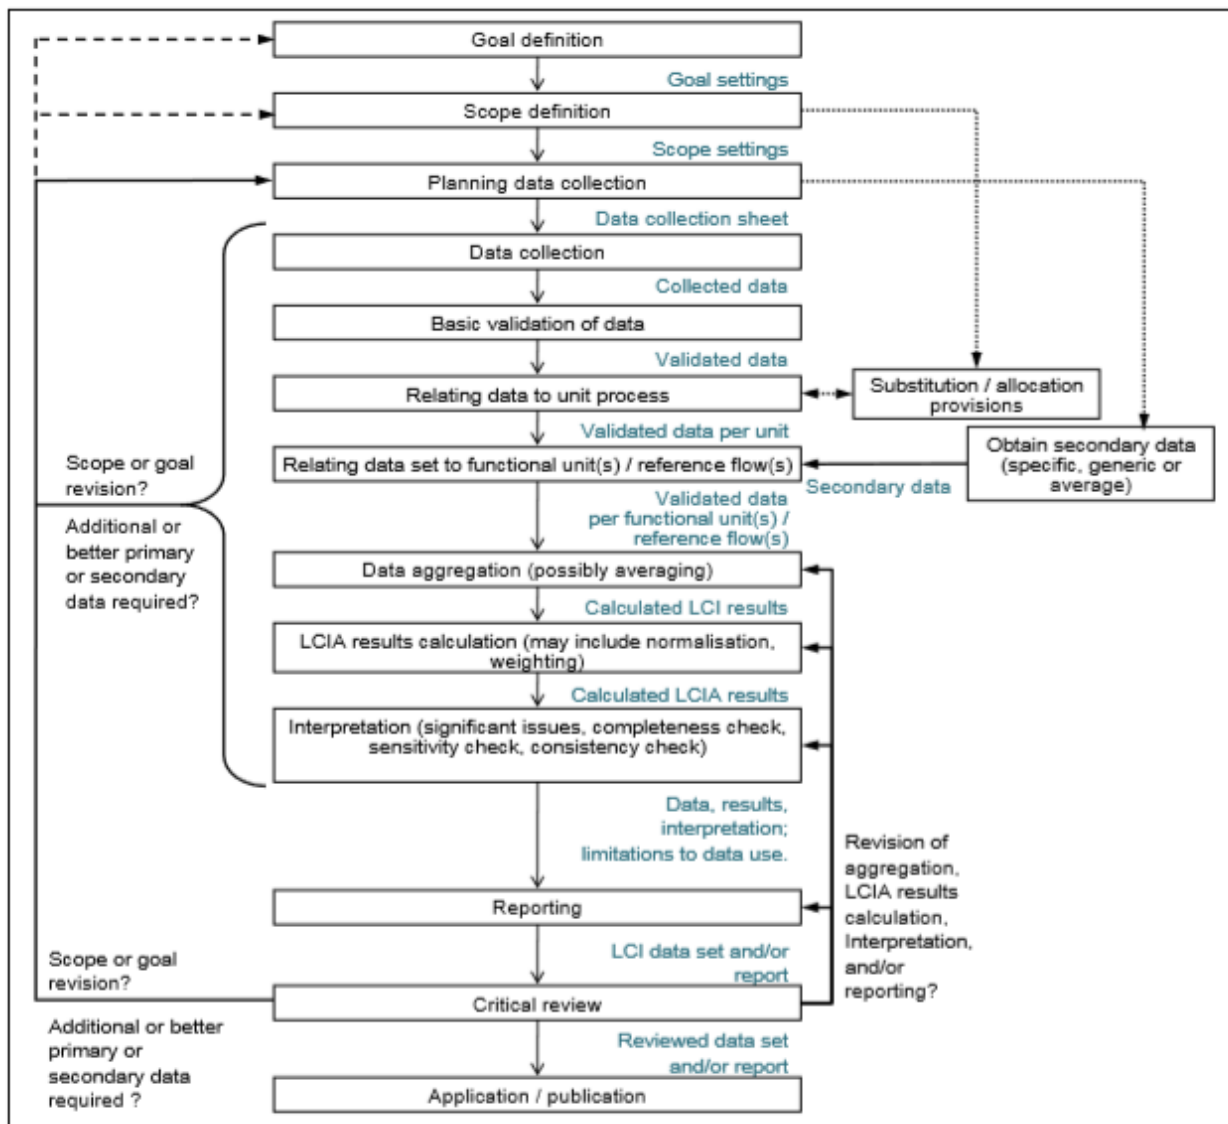 Goal definition
Goal settings
Scope definition
Scope settings
Planning data collection
Data collection sheet
Data collection
Collected data
Basic validation of data
Validated data
Relating data to unit process
Substitution / allocation
provisions
Validated data per unit
Relating data set to functional unit(s) / reference flow(s)
Obtain secondary data
(specific, generic or
average)
Secondary data
Scope or goal
revision?
Additional or
better primary
or secondary
data required?
Validated data
per functional unit(s) /
reference flow(s)
Data aggregation (possibly averaging)
Calculated LCI results
LCIA results calculation (may include normalisation,
weighting)
Calculated LCIA results
Interpretation (significant issues, completeness check,
sensitivity check, consistency check)
Data, results,
interpretation;
limitations to data use.
Revision of
aggregation,
LCIA results
calculation,
Interpretation,
and/or
reporting?
Reporting
LCI data set and/or
report
Scope or goal
revision?
Critical review
Additional or better
primary or
secondary data
required ?
Reviewed data set
and/or report
Application / publication